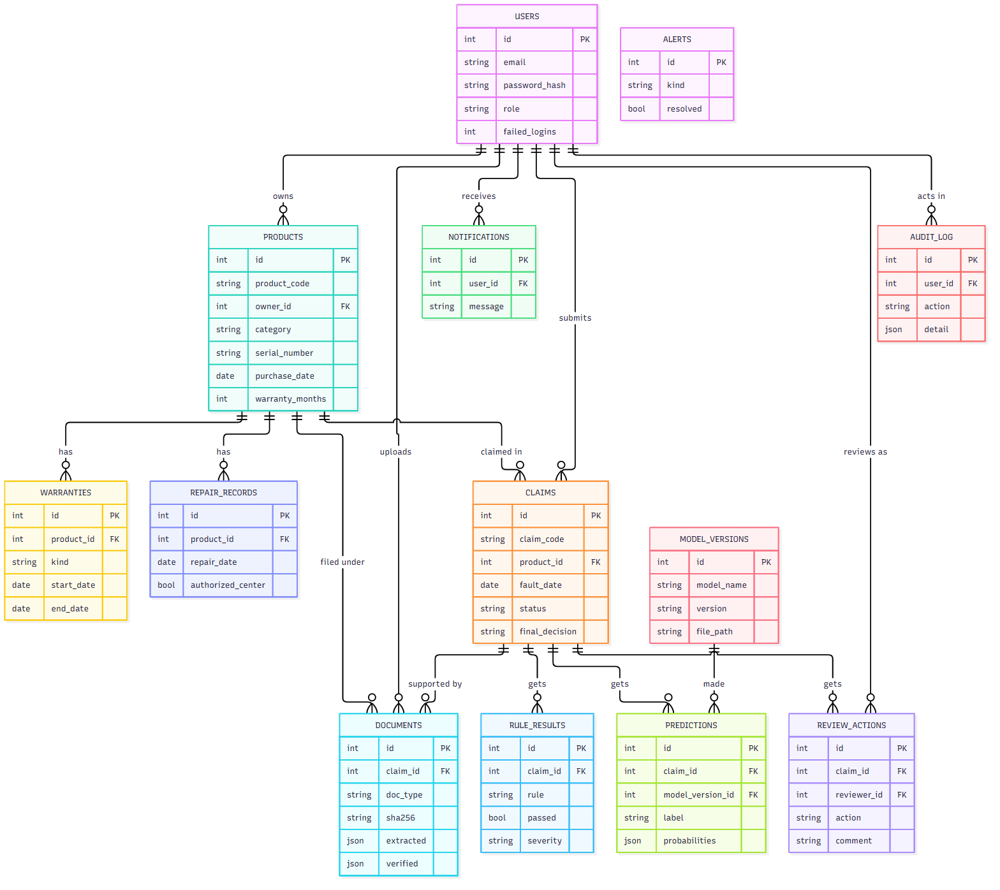 USERS
int id PK
string email
string password_hash
string role
int failed_logins
ALERTS
int id PK
string kind
bool resolved
owns
receives
acts in
PRODUCTS
int id PK
string product_code
int owner_id FK
string category
string serial_number
date purchase_date
int warranty_months
NOTIFICATIONS
int id PK
int user_id FK
string message
submits
AUDIT_LOG
int id PK
int user_id FK
string action
json detail
has
has
uploads
claimed in
reviews as
WARRANTIES
int id PK
int product_id FK
string kind
date start_date
date end_date
REPAIR_RECORDS
int id PK
int product_id FK
date repair_date
bool authorized_center
filed under
CLAIMS
int id PK
string claim_code
int product_id FK
date fault_date
string status
string final_decision
MODEL_VERSIONS
int id PK
string model_name
string version
string file_path
supported by
gets
gets
made
gets
DOCUMENTS
int id PK
int claim_id FK
string doc_type
string sha256
json extracted
json verified
RULE_RESULTS
int id PK
int claim_id FK
string rule
bool passed
string severity
PREDICTIONS
int id PK
int claim_id FK
int model_version_id FK
string label
json probabilities
REVIEW_ACTIONS
int id PK
int claim_id FK
int reviewer_id FK
string action
string comment